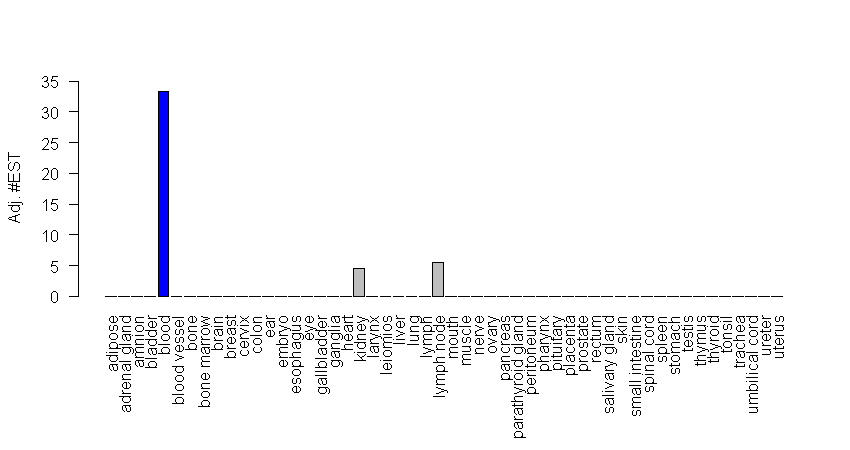 Adj. #EST
35
30
25
20
15
10
5
0
adipose
adrenal gland
amnion
bladder
blood
blood vessel
bone
bone marrow
brain
breast
cervix
colon
ear
embryo
esophagus
eye
gallbladder
ganglia
heart
kidney
larynx
leiomios
liver
lung
lymph
lymph node
mouth
muscle
nerve
ovary
pancreas
parathyroid gland
peritoneum
pharynx
pituitary
placenta
prostate
rectum
salivary gland
skin
small intestine
spinal cord
spleen
stomach
testis
thymus
thyroid
tonsil
trachea
umbilical cord
ureter
uterus